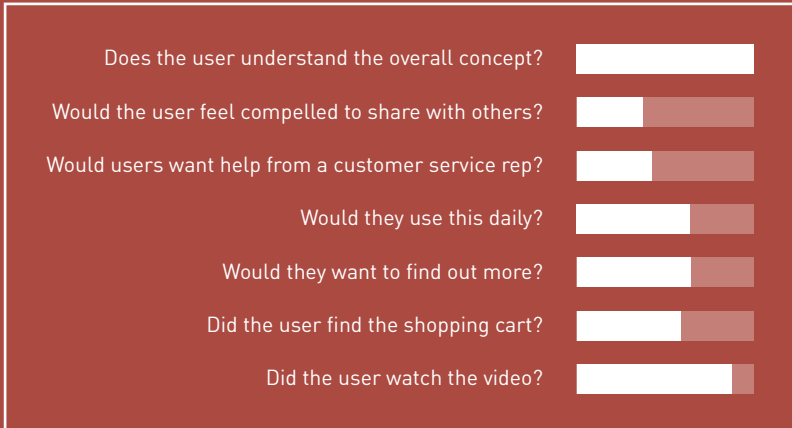 Does the user understand the overall concept?
Would the user feel compelled to share with others?
Would users want help from a customer service rep?
Would they use this daily?
Would they want to find out more?
Did the user find the shopping cart?
Did the user watch the video?